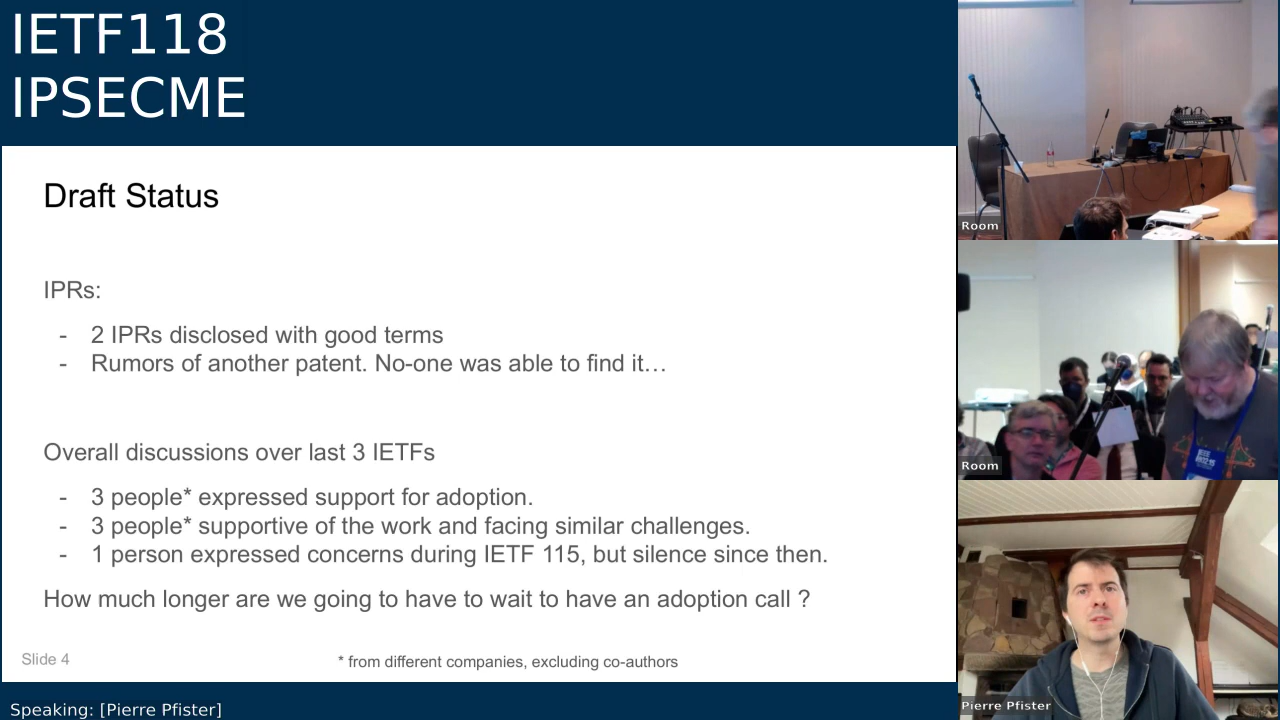 IETF118
IPSECME
Draft Status
IPRs:
- 2 IPRs disclosed with good terms
- Rumors of another patent. No-one was able to find it…
Overall discussions over last 3 IETFs
- 3 people* expressed support for adoption.
- 3 people* supportive of the work and facing similar challenges.
- 1 person expressed concerns during IETF 115, but silence since then.
How much longer are we going to have to wait to have an adoption call ?
Slide 4
* from different companies, excluding co-authors
Speaking: [Pierre Pfister]
Room
Room
Pierre Pfister